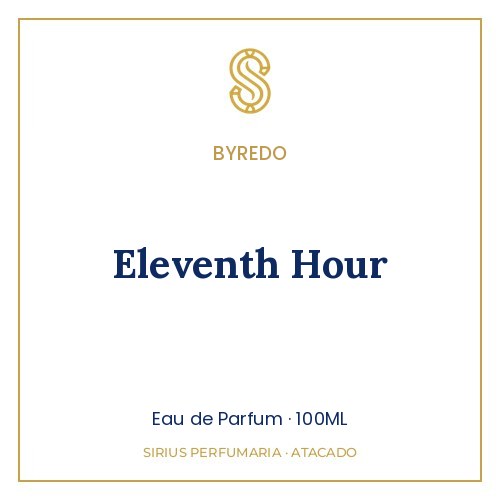 BYREDO
Eleventh Hour
Eau de Parfum · 100ML
SIRIUS PERFUMARIA · ATACADO